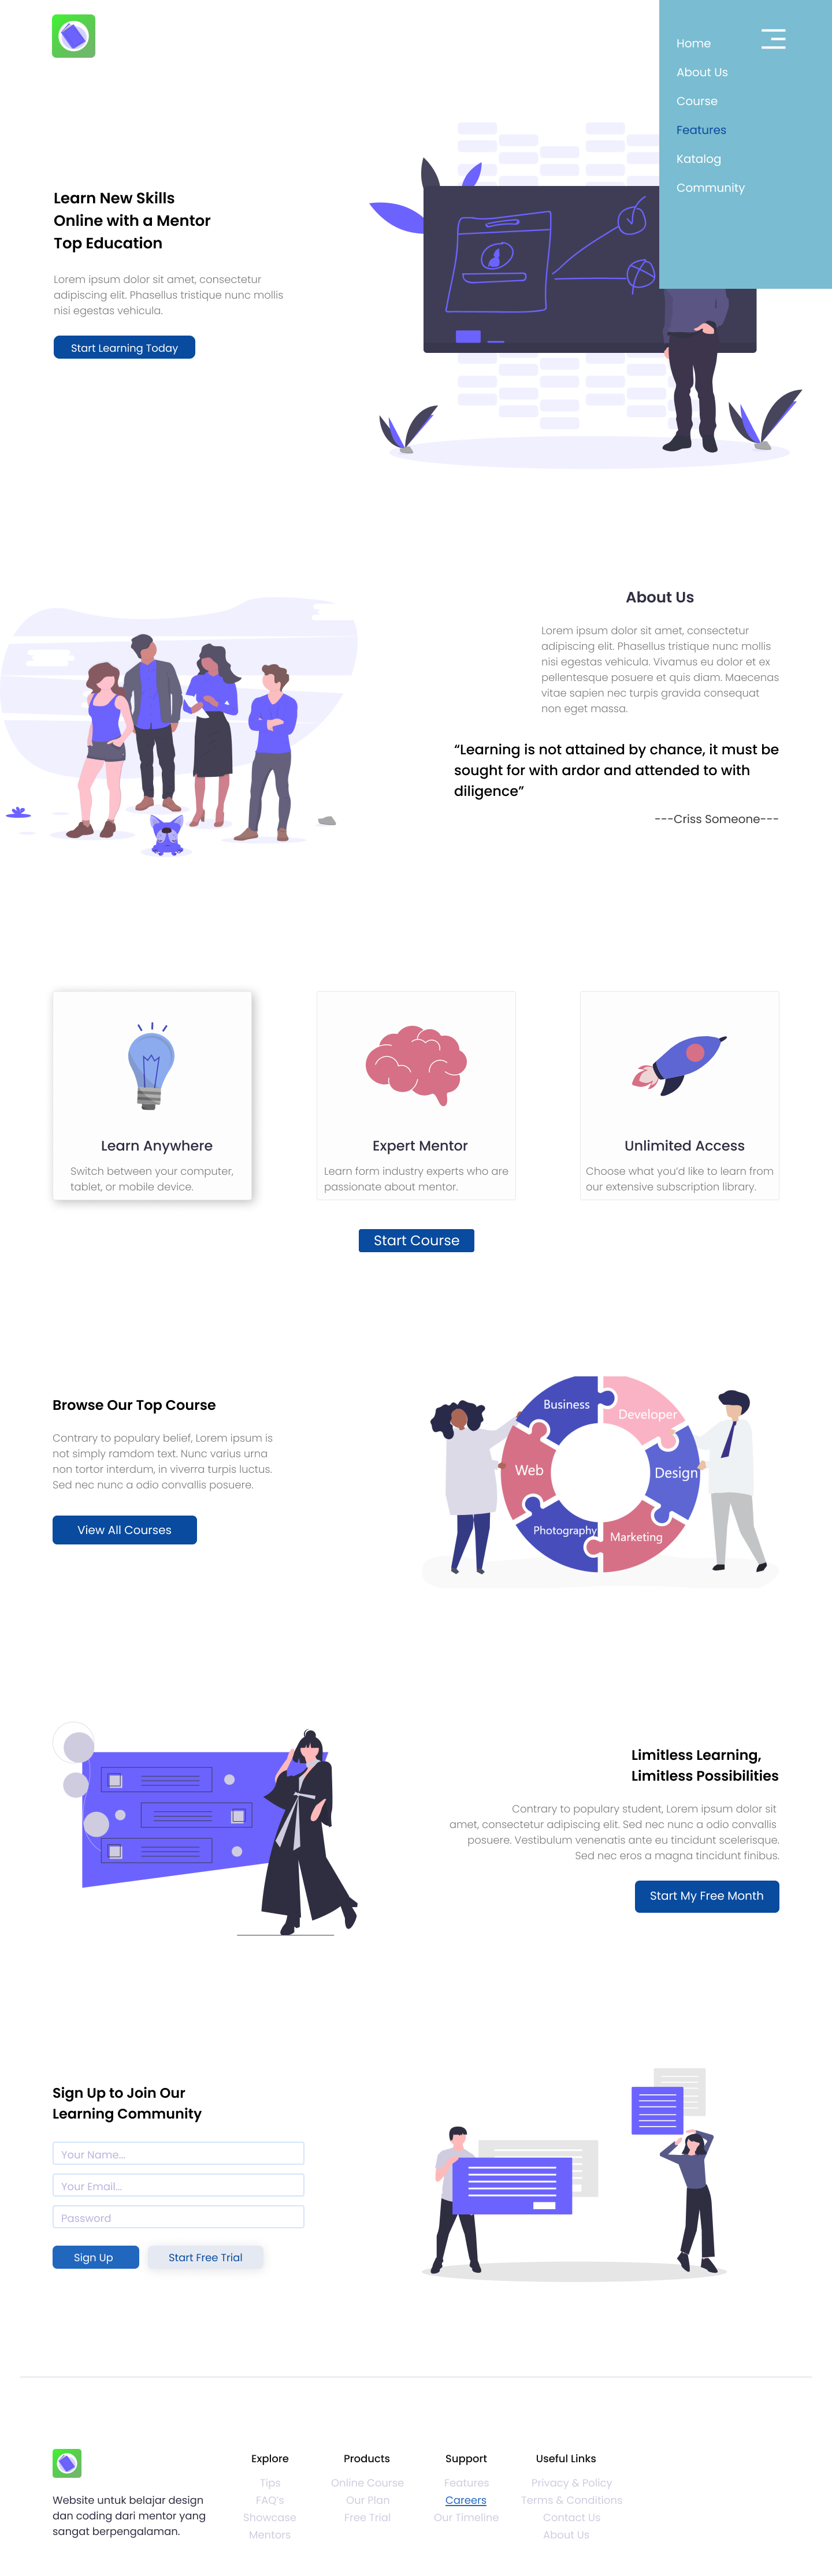 Home
About Us
Course
Features
Katalog
Community
Learn New Skills
Online with a Mentor
Top Education
Lorem ipsum dolor sit amet, consectetur
adipiscing elit. Phasellus tristique nunc mollis
nisi egestas vehicula.
Start Learning Today
About Us
Lorem ipsum dolor sit amet, consectetur
adipiscing elit. Phasellus tristique nunc mollis
nisi egestas vehicula. Vivamus eu dolor et ex
pellentesque posuere et quis diam. Maecenas
vitae sapien nec turpis gravida consequat
non eget massa.
“Learning is not attained by chance, it must be
sought for with ardor and attended to with
diligence”
---Criss Someone---
Learn Anywhere
Switch between your computer,
tablet, or mobile device.
Expert Mentor
Learn form industry experts who are
passionate about mentor.
Unlimited Access
Choose what you’d like to learn from
our extensive subscription library.
Start Course
Browse Our Top Course
Contrary to populary belief, Lorem ipsum is
not simply ramdom text. Nunc varius urna
non tortor interdum, in viverra turpis luctus.
Sed nec nunc a odio convallis posuere.
View All Courses
Business
Developer
Web
Design
Photography
Marketing
Limitless Learning,
Limitless Possibilities
Contrary to populary student, Lorem ipsum dolor sit
amet, consectetur adipiscing elit. Sed nec nunc a odio convallis
posuere. Vestibulum venenatis ante eu tincidunt scelerisque.
Sed nec eros a magna tincidunt finibus.
Start My Free Month
Sign Up to Join Our
Learning Community
Your Name...
Your Email...
Password
Sign Up
Start Free Trial
Website untuk belajar design
dan coding dari mentor yang
sangat berpengalaman.
Explore
Tips
FAQ's
Showcase
Mentors
Products
Online Course
Our Plan
Free Trial
Support
Features
Careers
Our Timeline
Useful Links
Privacy & Policy
Terms & Conditions
Contact Us
About Us